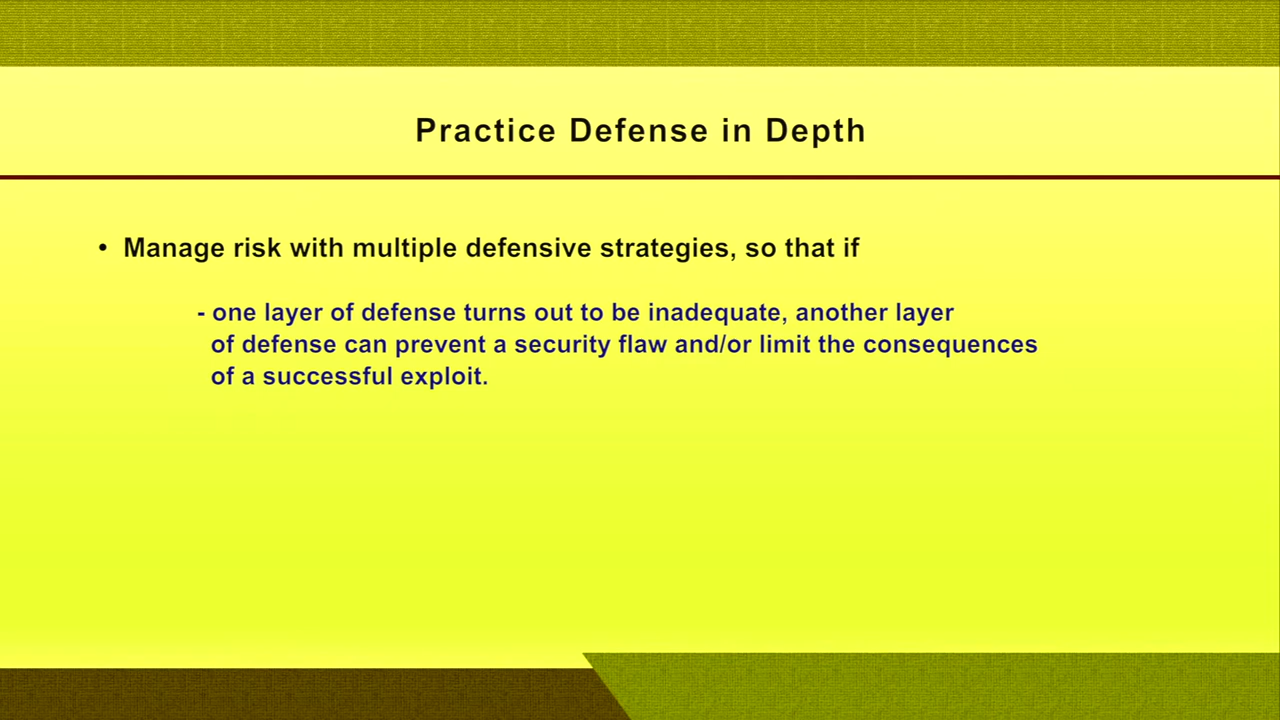 Practice Defense in Depth
• Manage risk with multiple defensive strategies, so that if
- one layer of defense turns out to be inadequate, another layer
of defense can prevent a security flaw and/or limit the consequences
of a successful exploit.